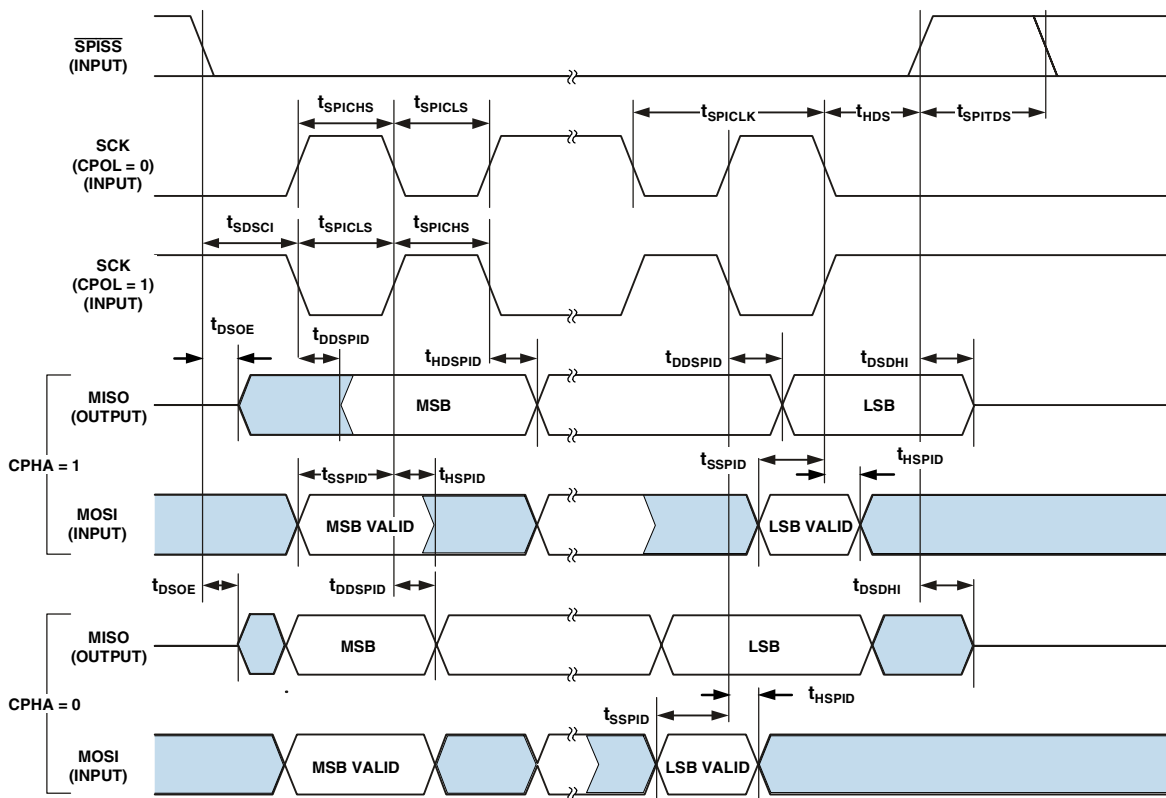 SPISS
(INPUT)
tSPICHS tSPICLS tSPICLK tHDS tSPITDS
SCK
(CPOL = 0)
(INPUT)
tSDSCI tSPICLS tSPICHS
SCK
(CPOL = 1)
(INPUT)
tDSOE tDDSPID tHDSPID tDDSPID tDSDHI
MISO
(OUTPUT)
MSB LSB
CPHA = 1
tSSPID tHSPID tSSPID tHSPID
MOSI
(INPUT)
MSB VALID LSB VALID
tDSOE tDDSPID tDSDHI
MISO
(OUTPUT)
MSB LSB
CPHA = 0
tSSPID tHSPID
MOSI
(INPUT)
MSB VALID LSB VALID